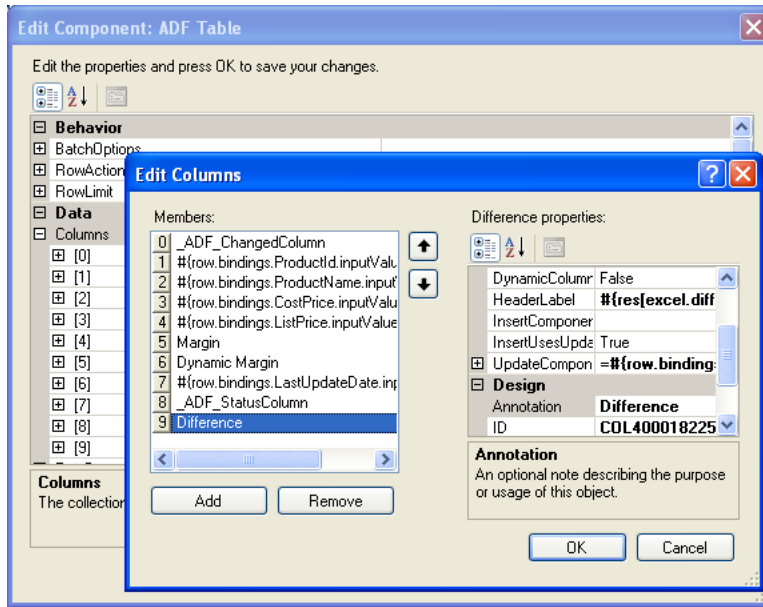 Edit Component: ADF Table
Edit the properties and press OK to save your changes.
Behavior
BatchOptions
RowAction
RowLimit
Data
Columns
[0]
[1]
[2]
[3]
[4]
[5]
[6]
[7]
[8]
[9]
Columns
The collection
Edit Columns
Members:
0 _ADF_ChangedColumn
1 #{row.bindings.ProductId.inputValu
2 #{row.bindings.ProductName.input
3 #{row.bindings.CostPrice.inputValu
4 #{row.bindings.ListPrice.inputValue
5 Margin
6 Dynamic Margin
7 #{row.bindings.LastUpdateDate.inp
8 _ADF_StatusColumn
9 Difference
Add Remove
Difference properties:
DynamicColumr False
HeaderLabel #{res[excel.diff
InsertComponer
InsertUsesUpda True
UpdateCompon =#{row.binding
Design
Annotation Difference
ID COL400018225
Annotation
An optional note describing the purpose
or usage of this object.
OK Cancel